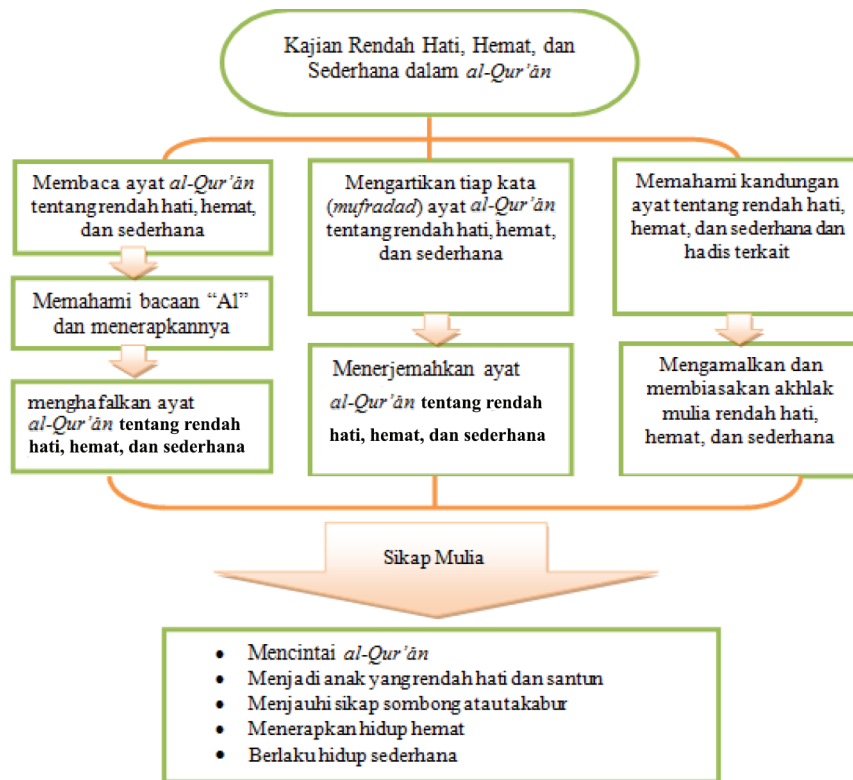 Kajian Rendah Hati, Hemat, dan
Sederhana dalam al-Qur'ān
Membaca ayat al-Qur'ān
tentang rendah hati, hemat,
dan sederhana
Memahami bacaan “Al”
dan menerapkannya
menghafalkan ayat
al-Qur'ān tentang rendah
hati, hemat, dan sederhana
Mengartikan tiap kata
(mufradad) ayat al-Qur'ān
tentang rendah hati, hemat,
dan sederhana
Menerjemahkan ayat
al-Qur'ān tentang rendah
hati, hemat, dan sederhana
Memahami kandungan
ayat tentang rendah hati,
hemat, dan sederhana dan
hadis terkait
Mengamalkan dan
membiasakan akhlak
mulia rendah hati,
hemat, dan sederhana
Sikap Mulia
• Mencintai al-Qur'ān
• Menjadi anak yang rendah hati dan santun
• Menjauhi sikap sombong atau takabur
• Menerapkan hidup hemat
• Berlaku hidup sederhana